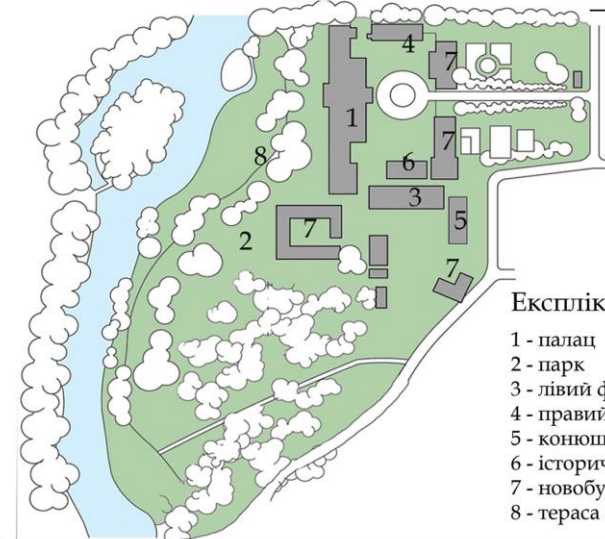 4
7
1
7
8
6
3
5
2
7
7
Експлік
1 - палац
2 - парк
3 - лівий ф
4 - правий
5 - конюш
6 - історич
7 - новобу
8 - тераса